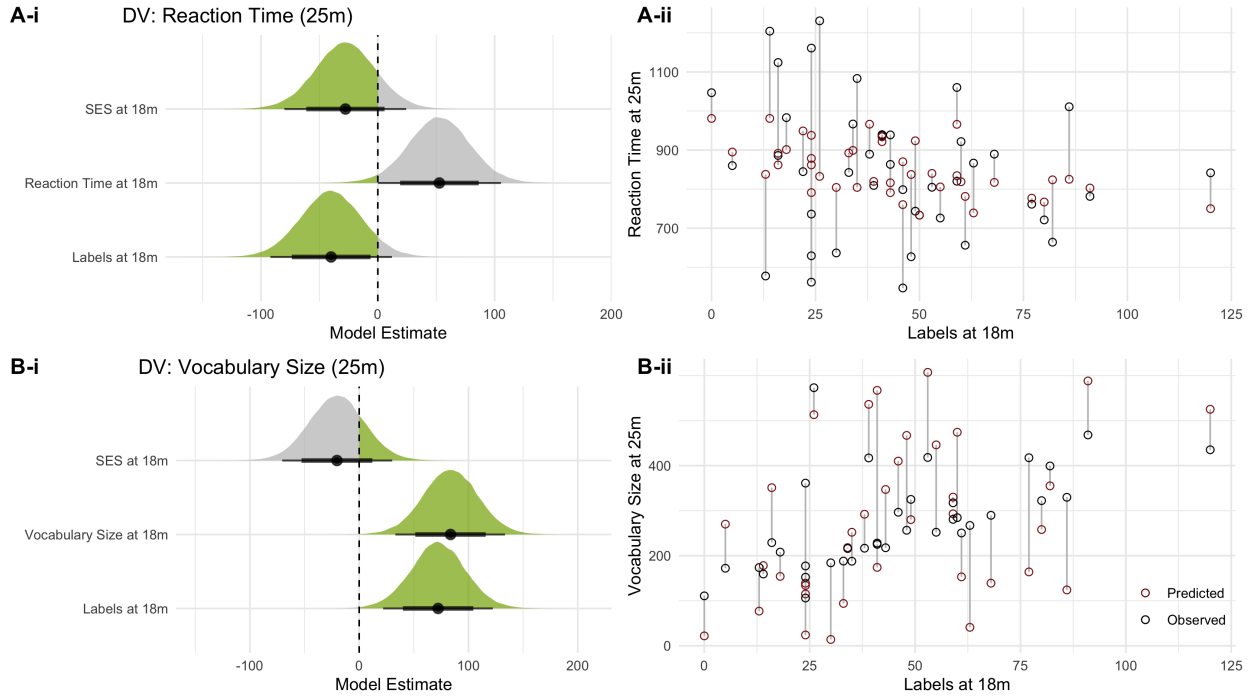 A-i
DV: Reaction Time (25m)
SES at 18m
Reaction Time at 18m
Labels at 18m
-100
0
100
200
Model Estimate
A-ii
Reaction Time at 25m
1100
900
700
0
25
50
75
100
125
Labels at 18m
B-i
DV: Vocabulary Size (25m)
SES at 18m
Vocabulary Size at 18m
Labels at 18m
-100
0
100
200
Model Estimate
B-ii
Vocabulary Size at 25m
400
200
0
Predicted
Observed
0
25
50
75
100
125
Labels at 18m